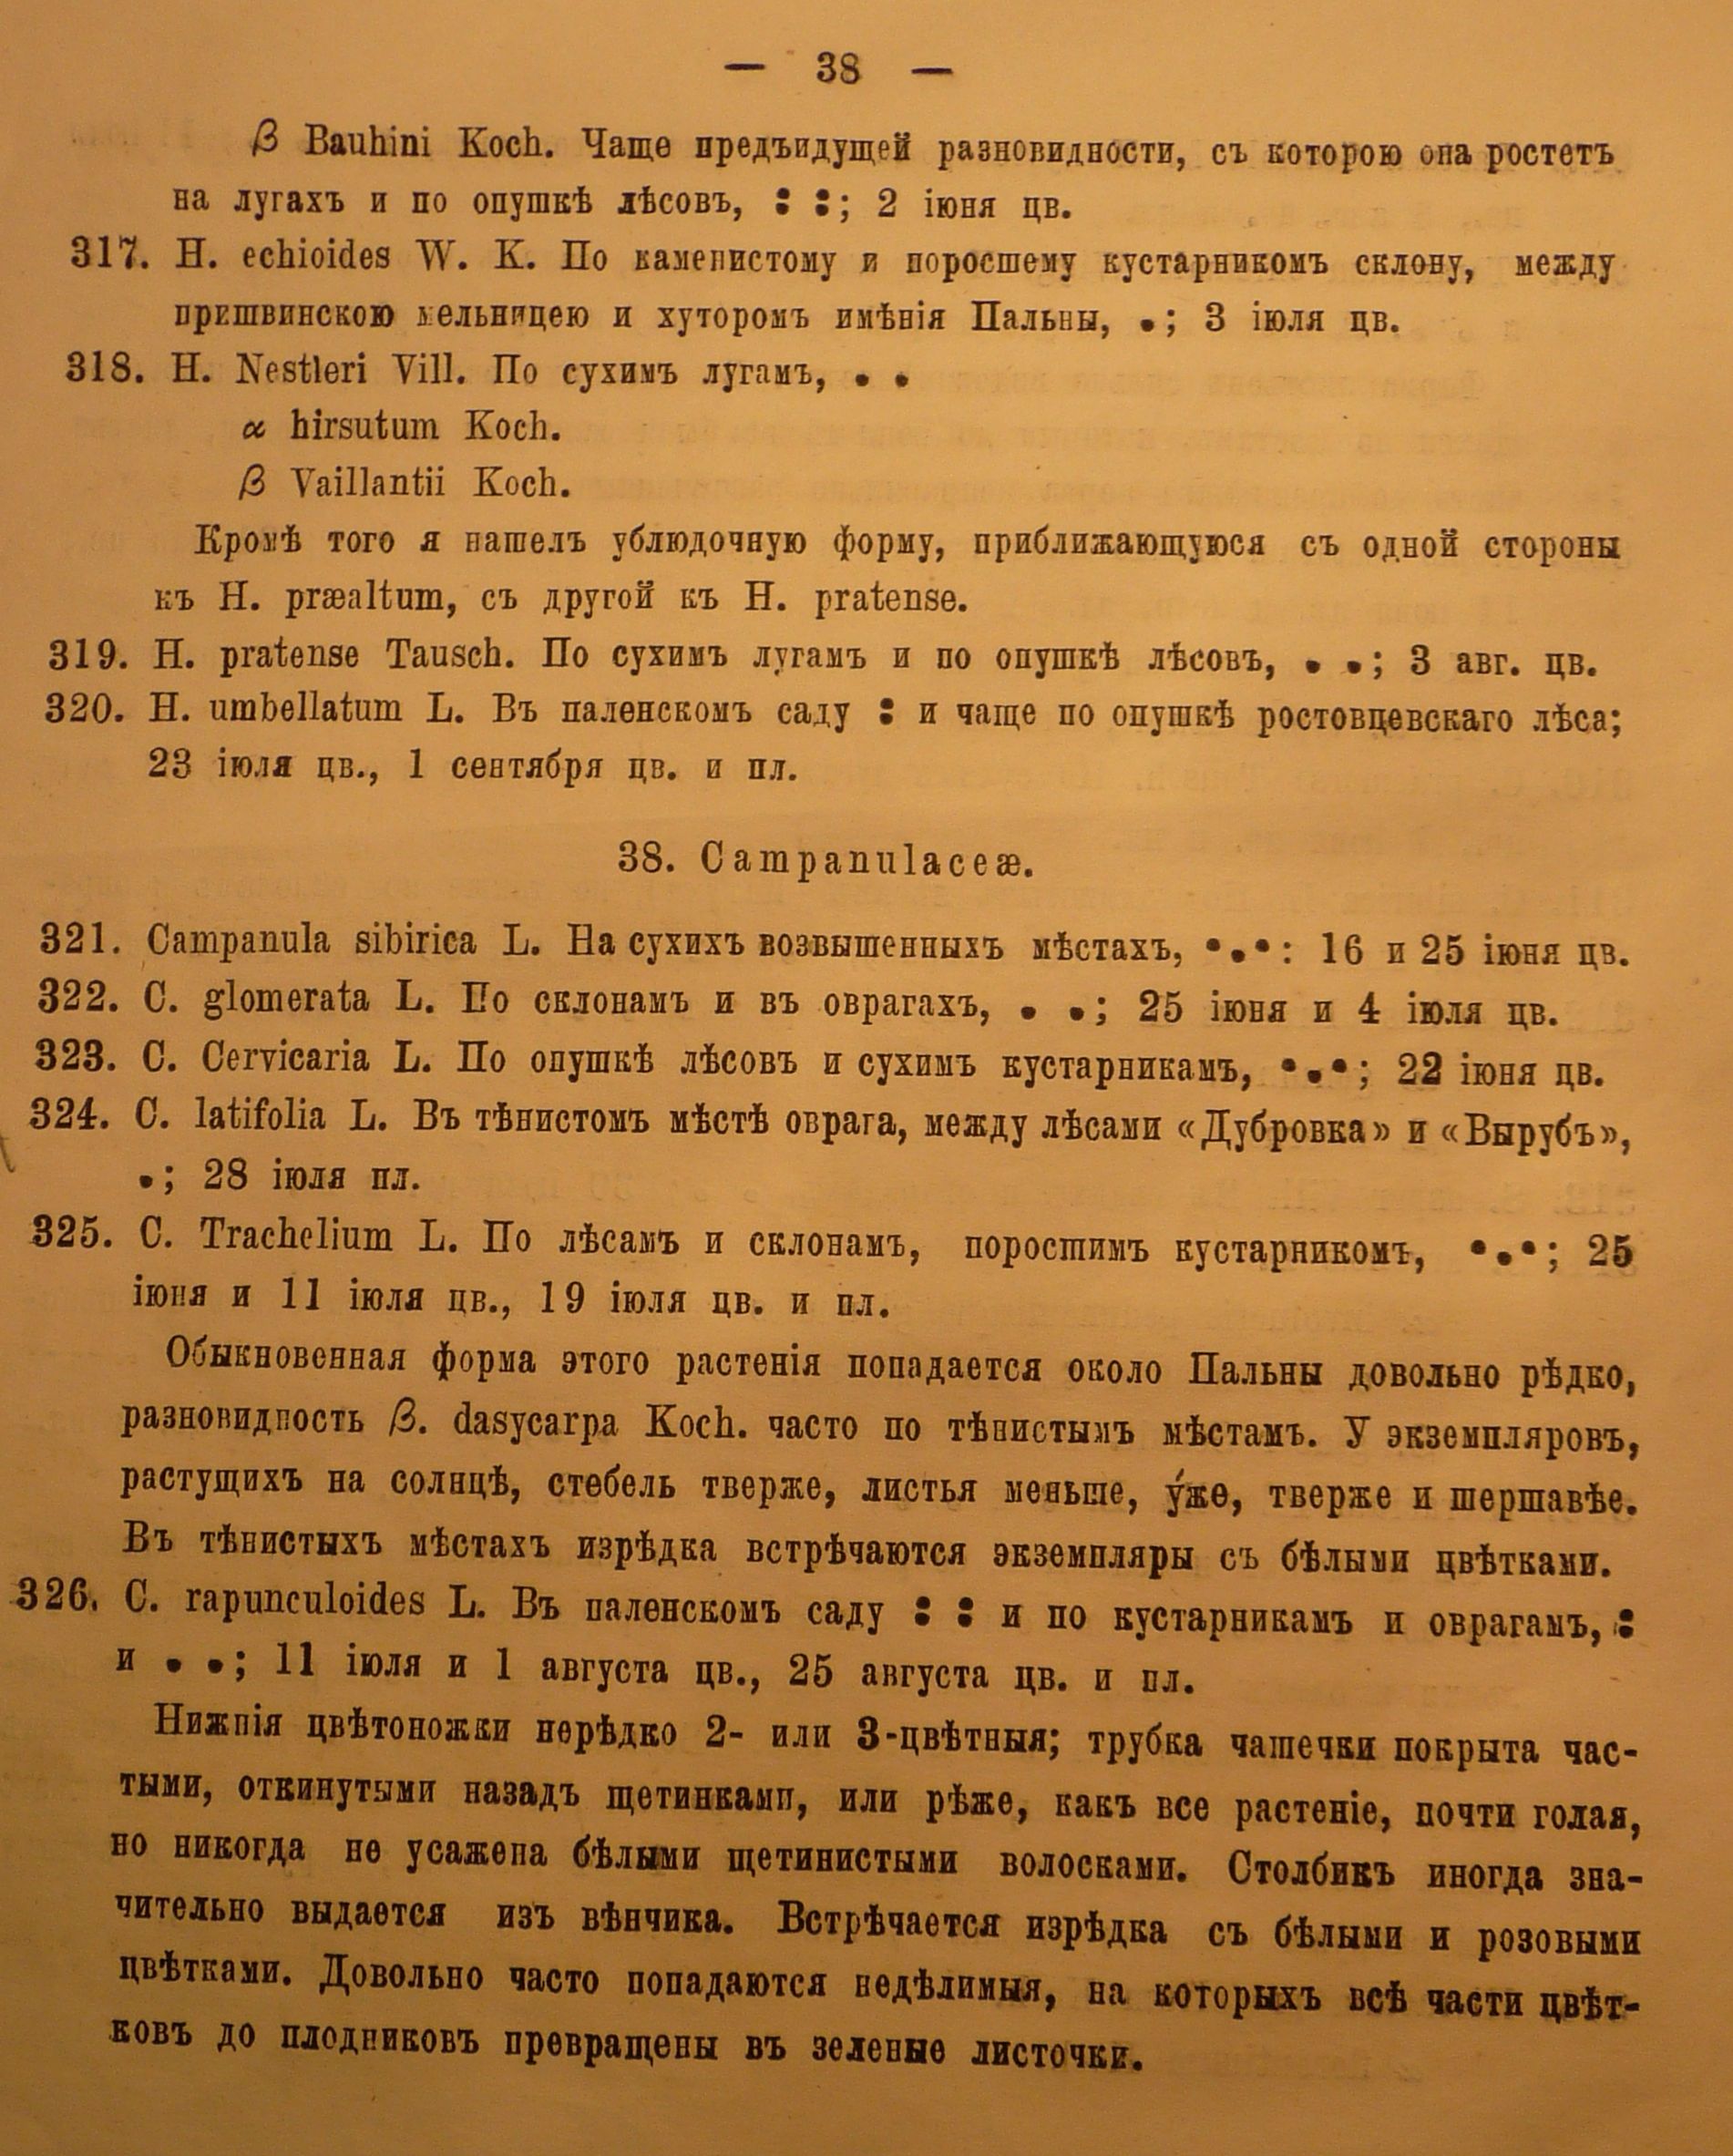 — 38 —
β Bauhini Koch. Чаще предъидущей разновидности, съ которою она ростетъ
на лугахъ и по опушкѣ лѣсовъ, : :; 2 іюня цв.
317. H. echioides W. K. По каменистому и поросшему кустарникомъ склону, между
пришвинскою мельницею и хуторомъ имѣнія Пальны, •; 3 іюля цв.
318. H. Nestleri Vill. По сухимъ лугамъ, • •
α hirsutum Koch.
β Vaillantii Koch.
Кромѣ того я нашелъ ублюдочную форму, приближающуюся съ одной стороны
къ H. præaltum, съ другой къ H. pratense.
319. H. pratense Tausch. По сухимъ лугамъ и по опушкѣ лѣсовъ, • •; 3 авг. цв.
320. H. umbellatum L. Въ паленскомъ саду : и чаще по опушкѣ ростовцевскаго лѣса;
23 іюля цв., 1 сентября цв. и пл.
38. Campanulaceæ.
321. Campanula sibirica L. На сухихъ возвышенныхъ мѣстахъ, •.•: 16 и 25 іюня цв.
322. C. glomerata L. По склонамъ и въ оврагахъ, • •; 25 іюня и 4 іюля цв.
323. C. Cervicaria L. По опушкѣ лѣсовъ и сухимъ кустарникамъ, •.•; 22 іюня цв.
324. C. latifolia L. Въ тѣнистомъ мѣстѣ оврага, между лѣсами «Дубровка» и «Вырубъ»,
•; 28 іюля пл.
325. C. Trachelium L. По лѣсамъ и склонамъ, поростимъ кустарникомъ, •.•; 25
іюня и 11 іюля цв., 19 іюля цв. и пл.
Обыкновенная форма этого растенія попадается около Пальны довольно рѣдко,
разновидность β. dasycarpa Koch. часто по тѣнистымъ мѣстамъ. У экземпляровъ,
растущихъ на солнцѣ, стебель тверже, листья меньше, у́же, тверже и шершавѣе.
Въ тѣнистыхъ мѣстахъ изрѣдка встрѣчаются экземпляры съ бѣлыми цвѣтками.
326. C. rapunculoides L. Въ паленскомъ саду : : и по кустарникамъ и оврагамъ, :
и • •; 11 іюля и 1 августа цв., 25 августа цв. и пл.
Нижнія цвѣтоножки нерѣдко 2- или 3-цвѣтныя; трубка чашечки покрыта час-
тыми, откинутыми назадъ щетинками, или рѣже, какъ все растеніе, почти голая,
но никогда не усажена бѣлыми щетинистыми волосками. Столбикъ иногда зна-
чительно выдается изъ вѣнчика. Встрѣчается изрѣдка съ бѣлыми и розовыми
цвѣтками. Довольно часто попадаются недѣлимыя, на которыхъ всѣ части цвѣт-
ковъ до плодниковъ превращены въ зеленые листочки.